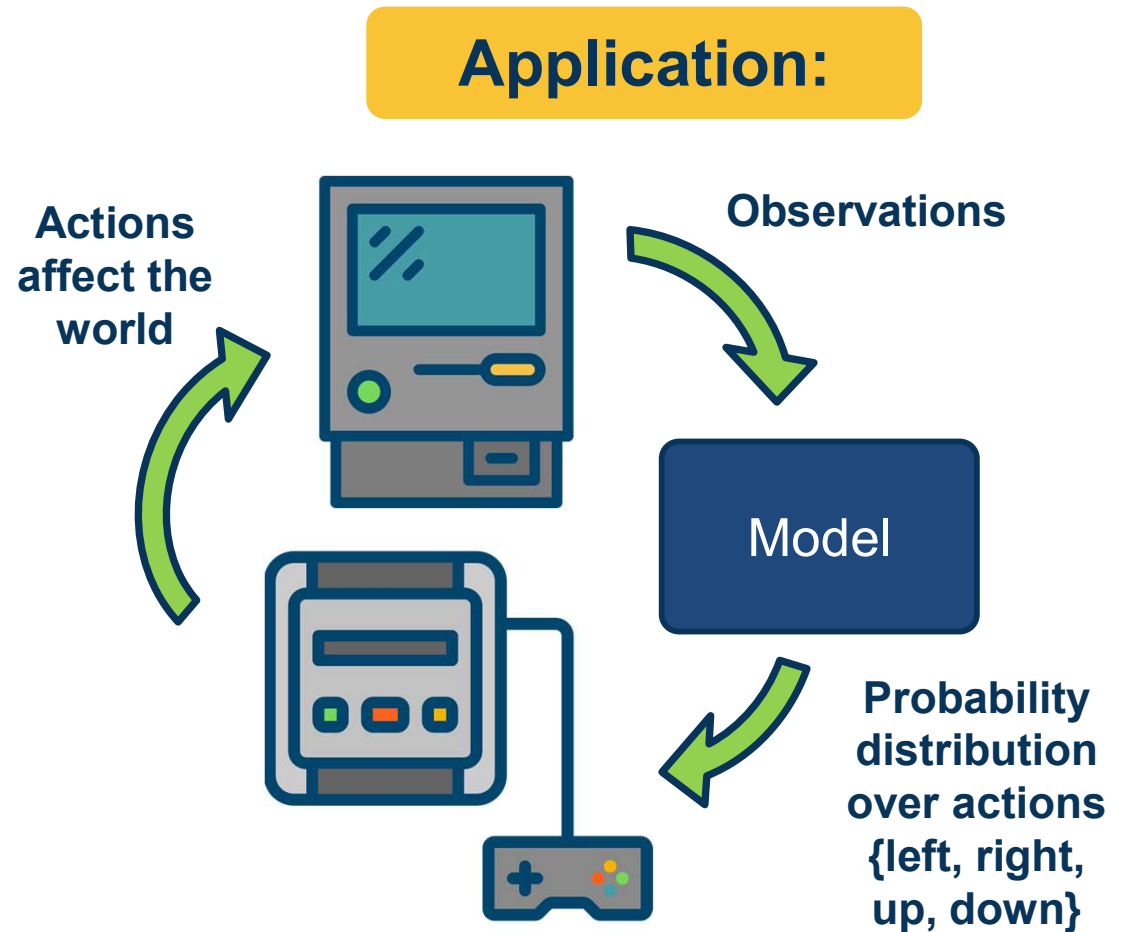 Application:
Actions
affect the
world
Observations
Model
Probability
distribution
over actions
{left, right,
up, down}